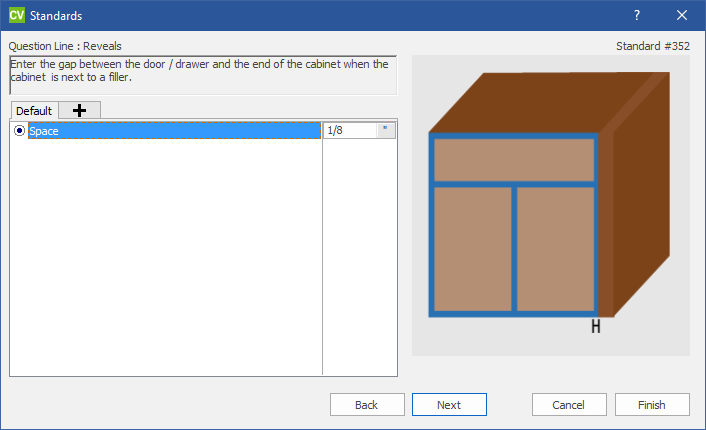 CV Standards
Question Line : Reveals
Standard #352
Enter the gap between the door / drawer and the end of the cabinet when the
cabinet  is next to a filler.
Default
Space
1/8 "
H
Back
Next
Cancel
Finish